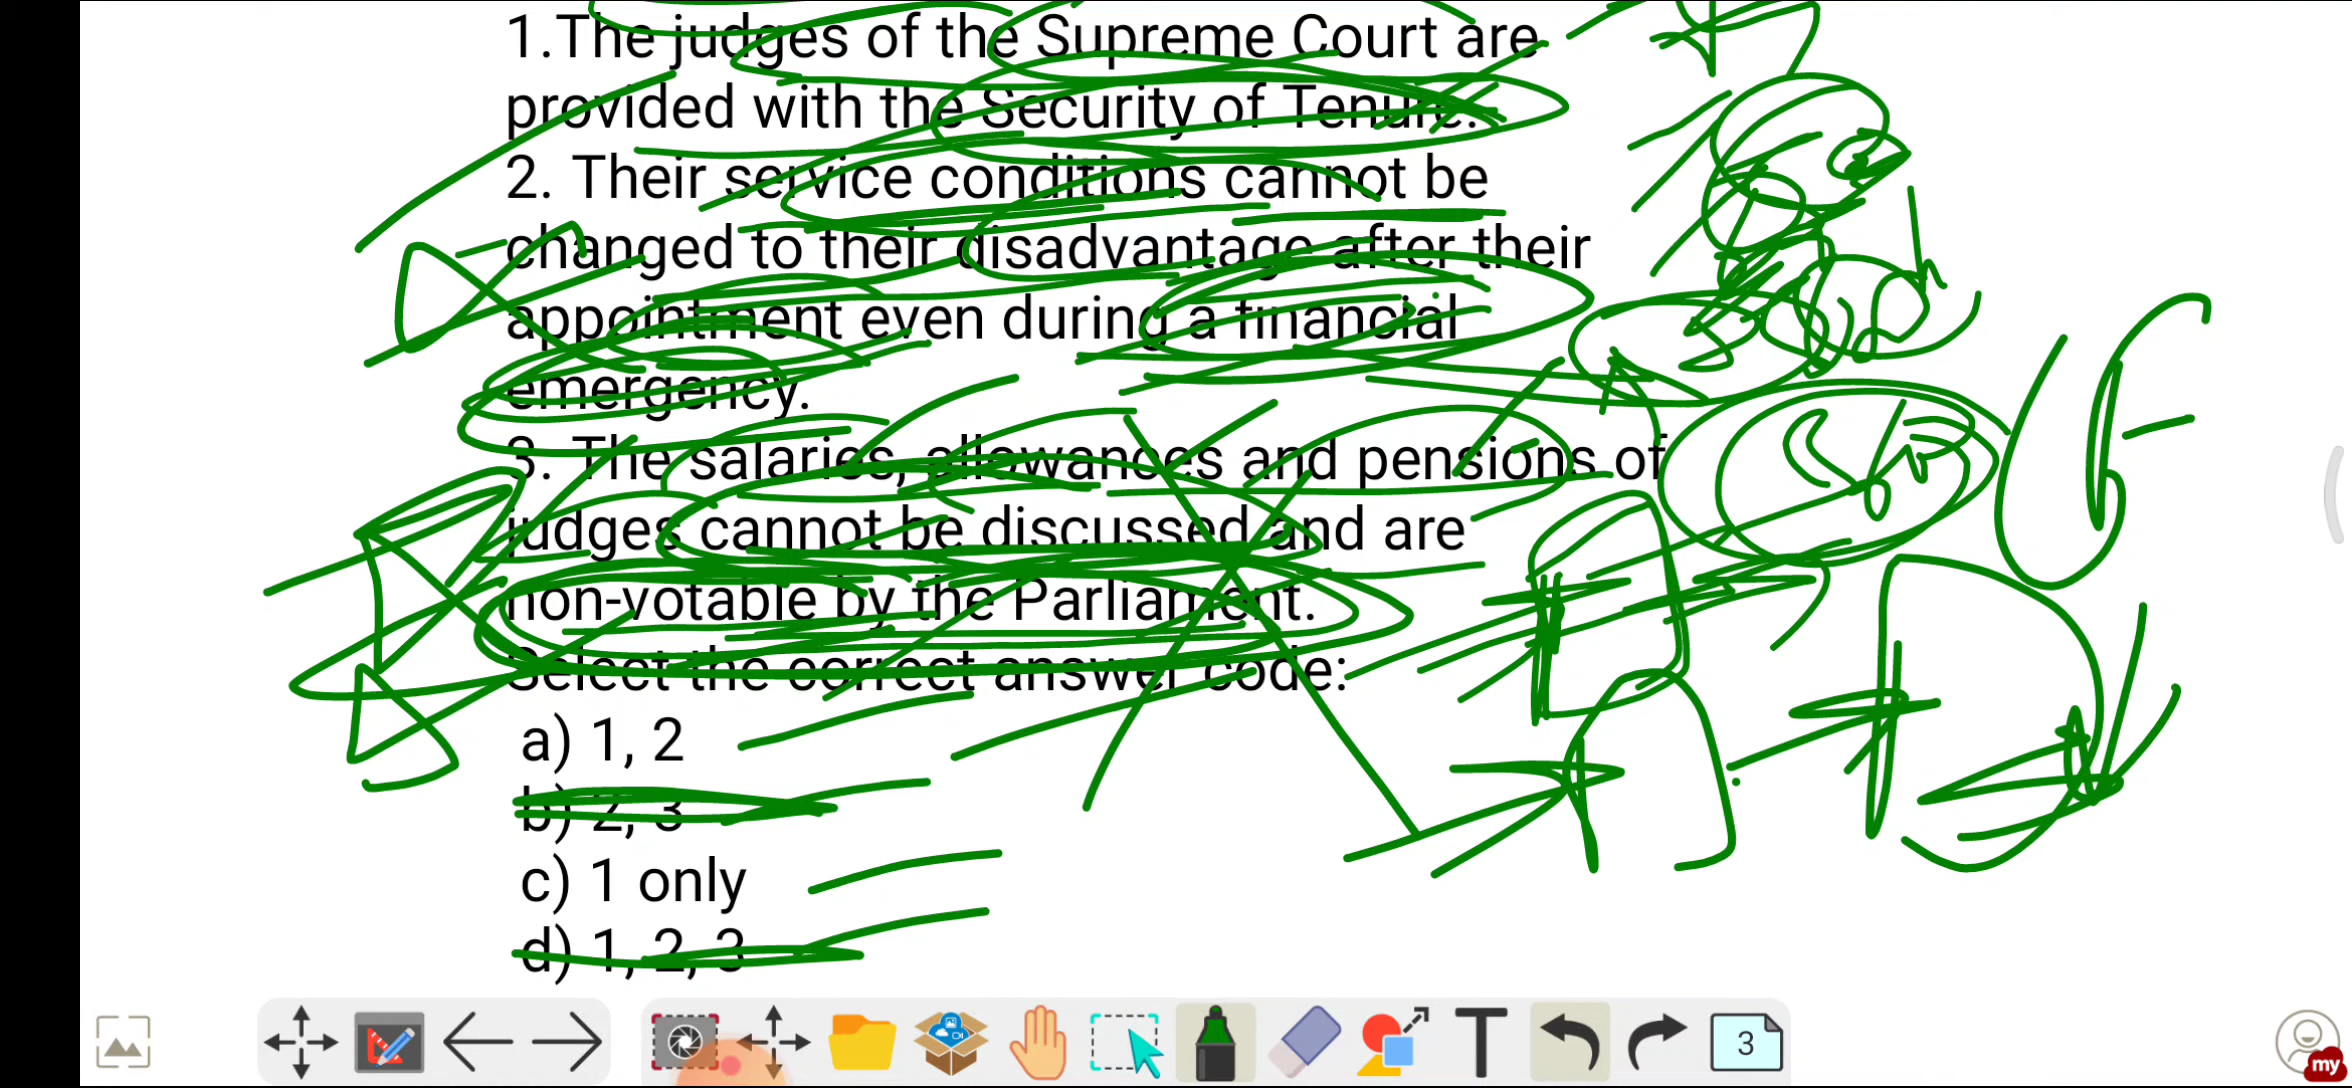 1.The judges of the Supreme Court are
provided with the Security of Tenure.
2. Their service conditions cannot be
changed to their disadvantage after their
appointment even during a financial
emergency.
3. The salaries, allowances and pensions of
judges cannot be discussed and are
non-votable by the Parliament.
Select the correct answer code:
a) 1, 2
b) 2, 3
c) 1 only
d) 1, 2, 3
T
3
my